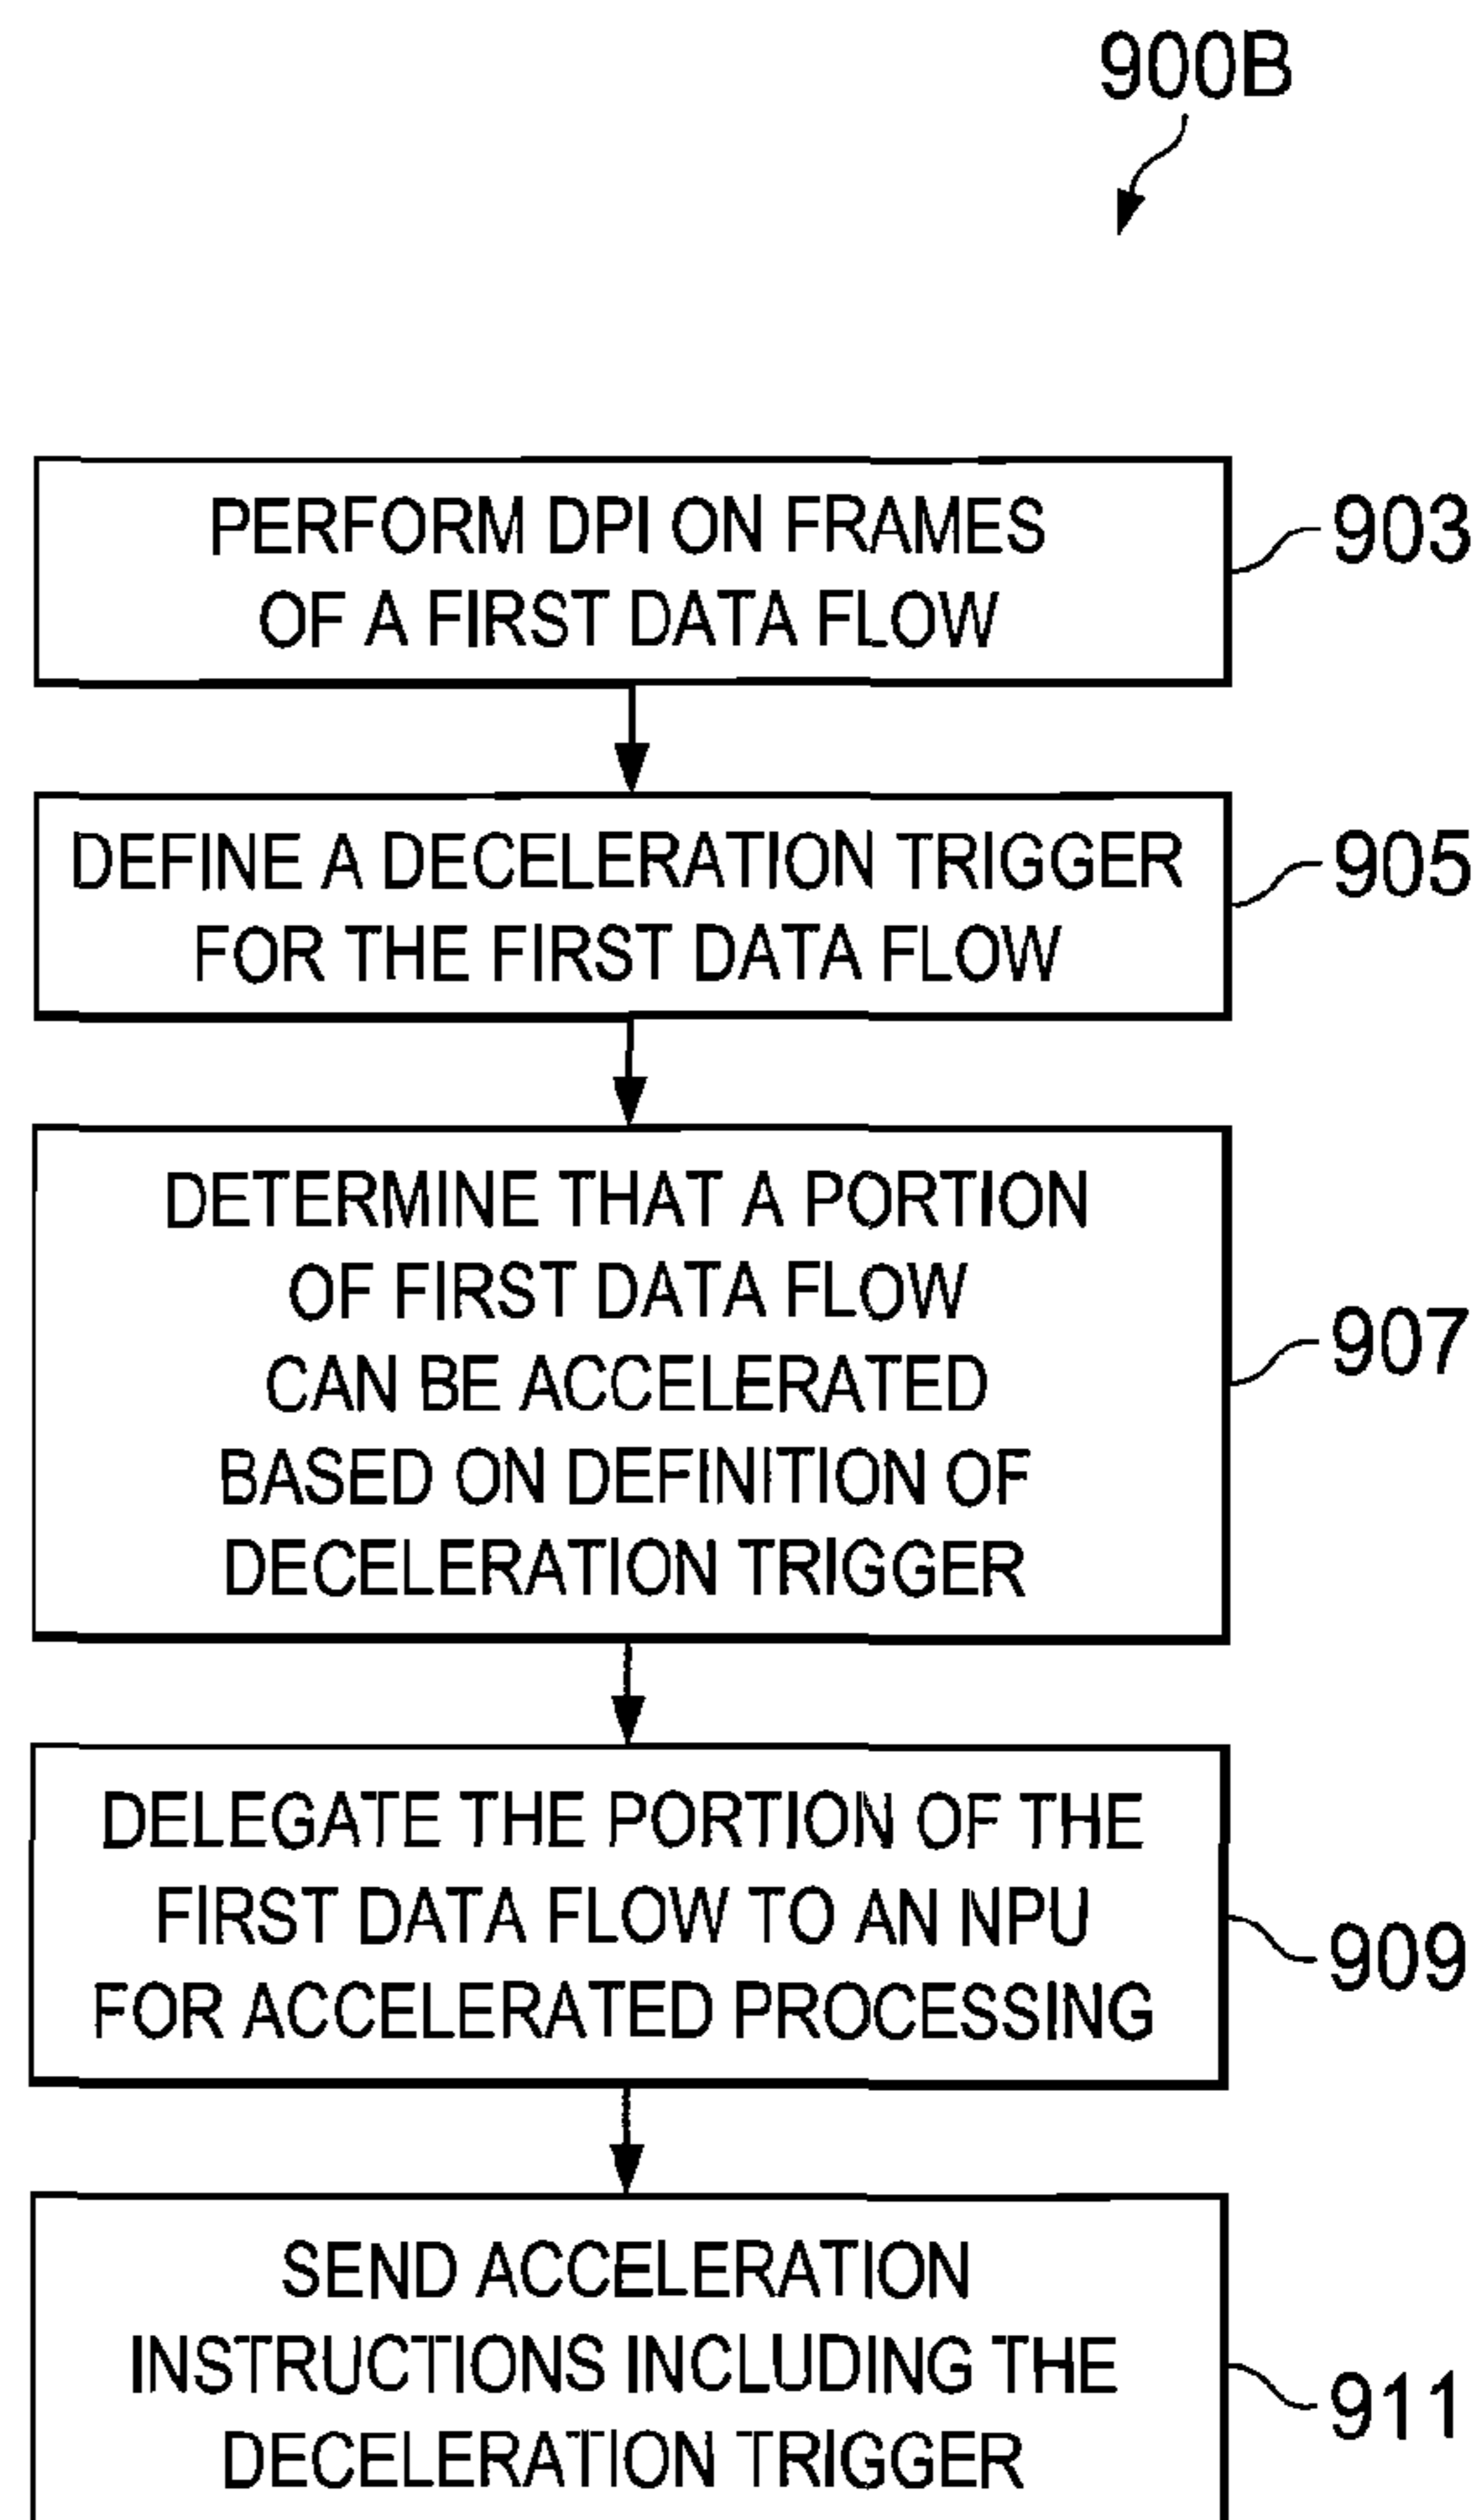 900B
PERFORM DPI ON FRAMES
OF A FIRST DATA FLOW
903
DEFINE A DECELERATION TRIGGER
FOR THE FIRST DATA FLOW
905
DETERMINE THAT A PORTION
OF FIRST DATA FLOW
CAN BE ACCELERATED
BASED ON DEFINITION OF
DECELERATION TRIGGER
907
DELEGATE THE PORTION OF THE
FIRST DATA FLOW TO AN NPU
FOR ACCELERATED PROCESSING
909
SEND ACCELERATION
INSTRUCTIONS INCLUDING THE
DECELERATION TRIGGER
911